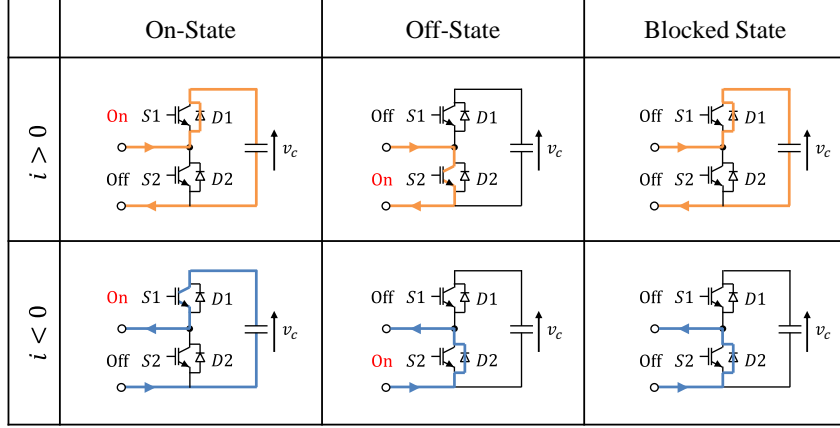 On-State Off-State Blocked State
i > 0
On S1 D1
v_c
Off S2 D2
Off S1 D1
v_c
On S2 D2
Off S1 D1
v_c
Off S2 D2
i < 0
On S1 D1
v_c
Off S2 D2
Off S1 D1
v_c
On S2 D2
Off S1 D1
v_c
Off S2 D2